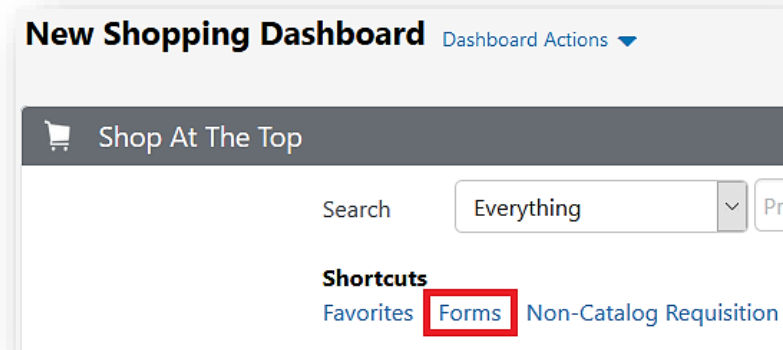 New Shopping Dashboard Dashboard Actions
Shop At The Top
Search Everything
Shortcuts
Favorites Forms Non-Catalog Requisition